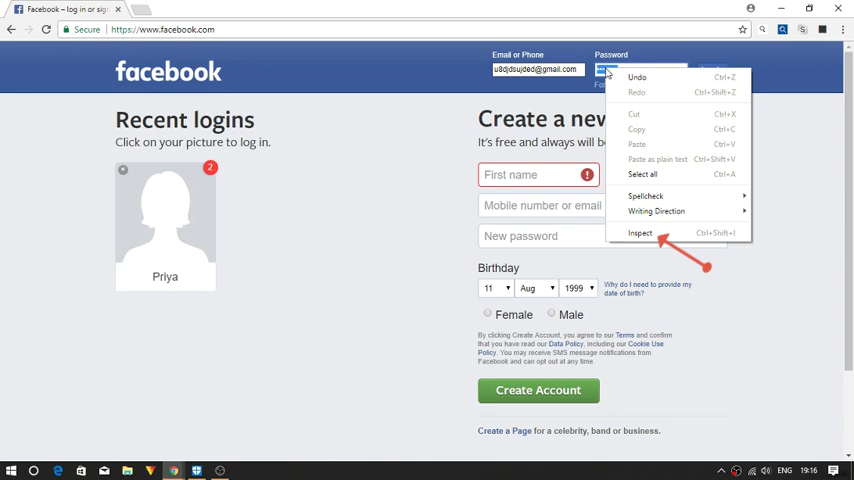 Facebook – log in or sig
Secure
https://www.facebook.com
facebook
Email or Phone
Password
u8djdsujded@gmail.com
Undo Ctrl+Z
Redo Ctrl+Shift+Z
Cut Ctrl+X
Copy Ctrl+C
Paste Ctrl+V
Paste as plain text Ctrl+Shift+V
Select all Ctrl+A
Spellcheck
Writing Direction
Inspect Ctrl+Shift+I
Recent logins
Click on your picture to log in.
2
Priya
Create a new
It's free and always will b
First name
Mobile number or email
New password
Birthday
11 Aug 1999
Why do I need to provide my
date of birth?
Female Male
By clicking Create Account, you agree to our Terms and confirm
that you have read our Data Policy, including our Cookie Use
Policy. You may receive SMS message notifications from
Facebook and can opt out at any time.
Create Account
Create a Page for a celebrity, band or business.
ENG 19:16